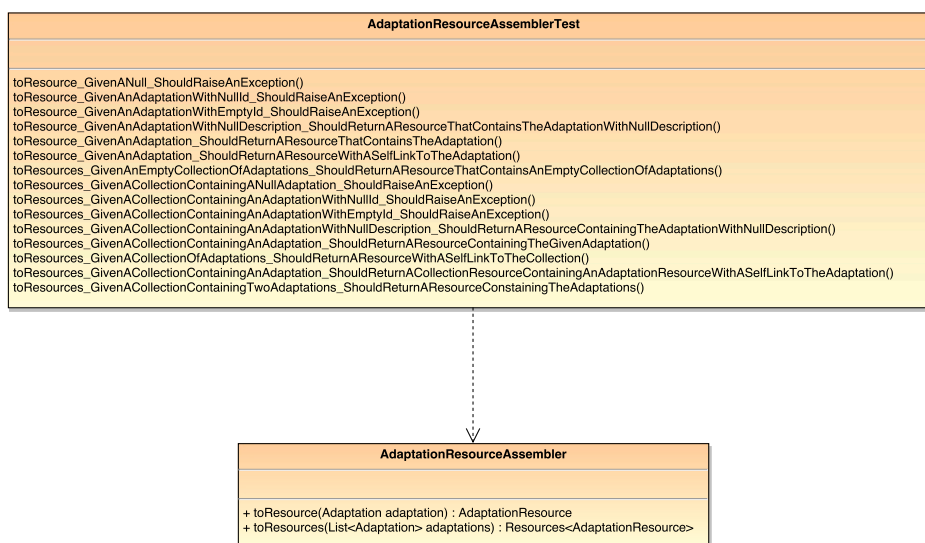 AdaptationResourceAssemblerTest
toResource_GivenANull_ShouldRaiseAnException()
toResource_GivenAnAdaptationWithNullId_ShouldRaiseAnException()
toResource_GivenAnAdaptationWithEmptyId_ShouldRaiseAnException()
toResource_GivenAnAdaptationWithNullDescription_ShouldReturnAResourceThatContainsTheAdaptationWithNullDescription()
toResource_GivenAnAdaptation_ShouldReturnAResourceThatContainsTheAdaptation()
toResource_GivenAnAdaptation_ShouldReturnAResourceWithASelfLinkToTheAdaptation()
toResources_GivenAnEmptyCollectionOfAdaptations_ShouldReturnAResourceThatContainsAnEmptyCollectionOfAdaptations()
toResources_GivenACollectionContainingANullAdaptation_ShouldRaiseAnException()
toResources_GivenACollectionContainingAnAdaptationWithNullId_ShouldRaiseAnException()
toResources_GivenACollectionContainingAnAdaptationWithEmptyId_ShouldRaiseAnException()
toResources_GivenACollectionContainingAnAdaptationWithNullDescription_ShouldReturnAResourceContainingTheAdaptationWithNullDescription()
toResources_GivenACollectionContainingAnAdaptation_ShouldReturnAResourceContainingTheGivenAdaptation()
toResources_GivenACollectionOfAdaptations_ShouldReturnAResourceWithASelfLinkToTheCollection()
toResources_GivenACollectionContainingAnAdaptation_ShouldReturnACollectionResourceContainingAnAdaptationResourceWithASelfLinkToTheAdaptation()
toResources_GivenACollectionContainingTwoAdaptations_ShouldReturnAResourceConstainingTheAdaptations()
AdaptationResourceAssembler
+ toResource(Adaptation adaptation) : AdaptationResource
+ toResources(List<Adaptation> adaptations) : Resources<AdaptationResource>